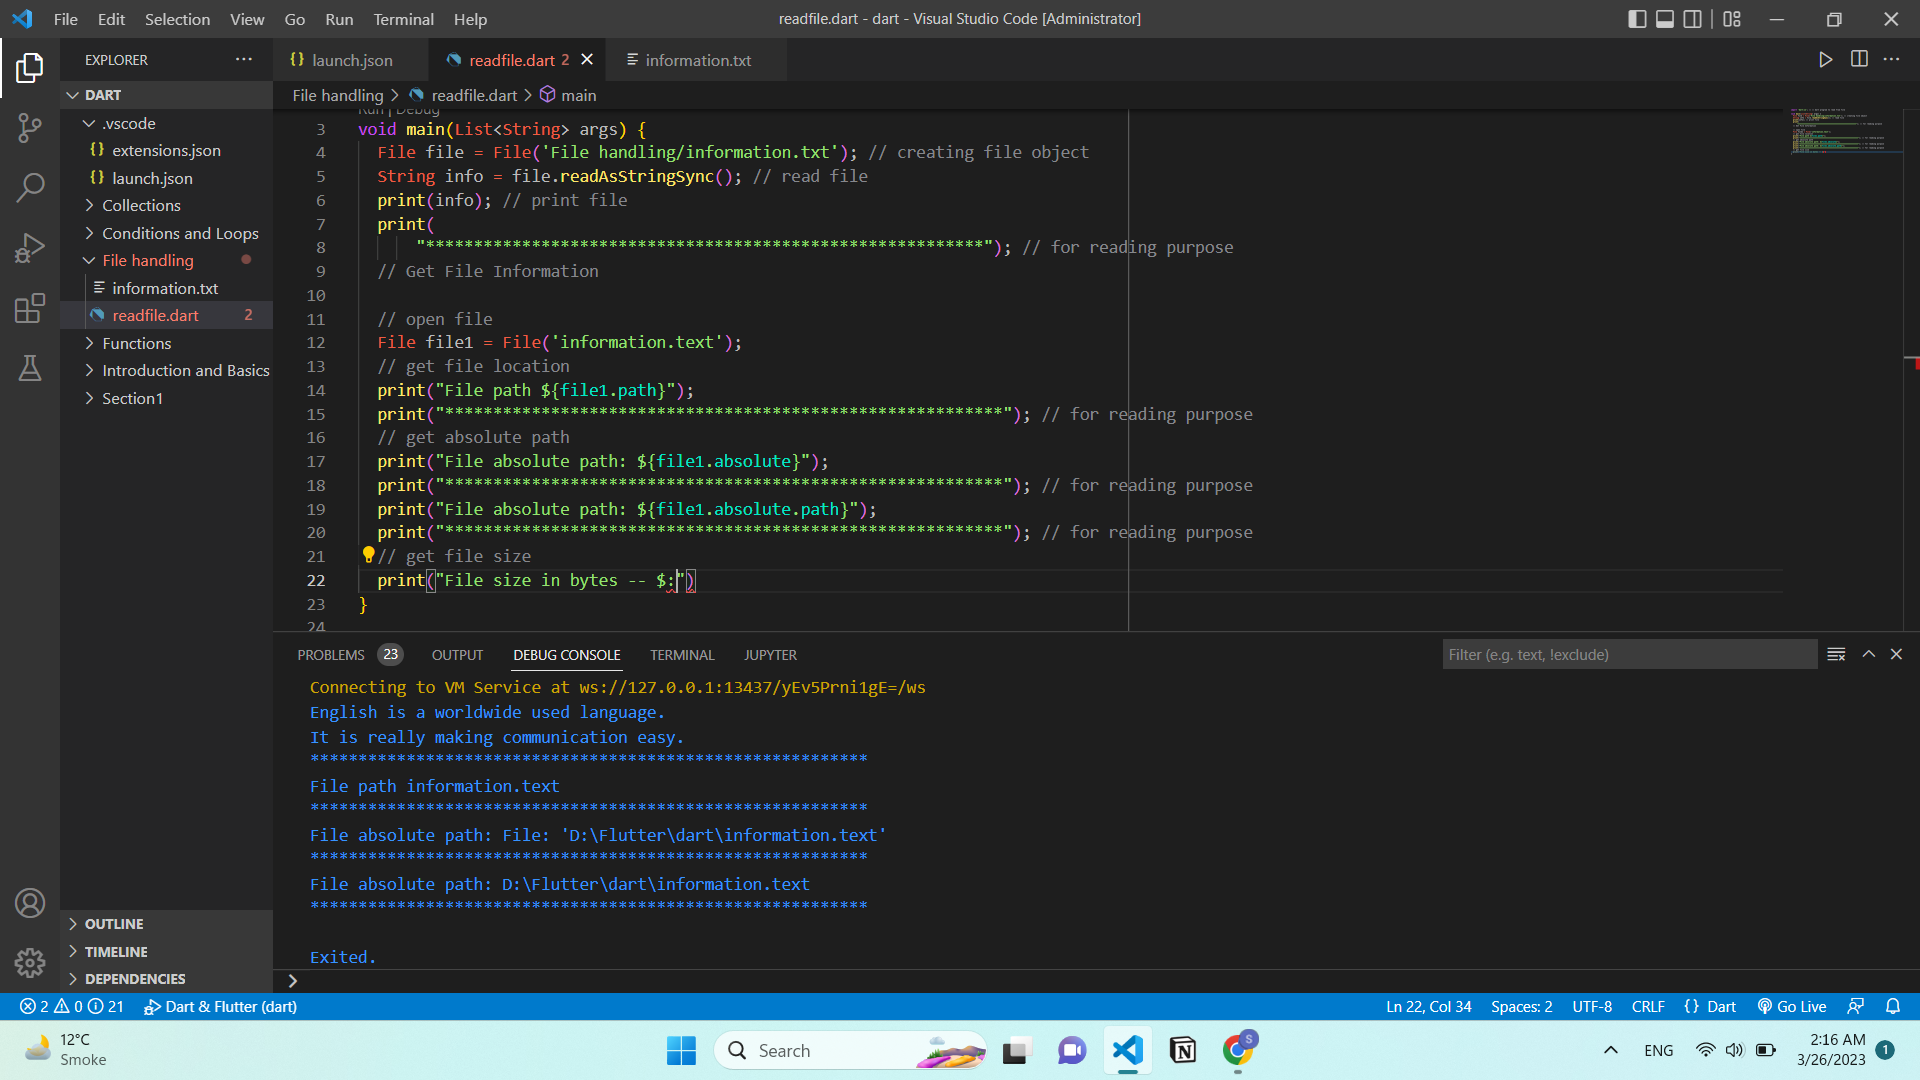 File Edit Selection View Go Run Terminal Help
readfile.dart - dart - Visual Studio Code [Administrator]
EXPLORER
DART
.vscode
{} extensions.json
{} launch.json
Collections
Conditions and Loops
File handling
information.txt
readfile.dart 2
Functions
Introduction and Basics
Section1
OUTLINE
TIMELINE
DEPENDENCIES
{} launch.json
readfile.dart 2
information.txt
File handling > readfile.dart > main
Run | Debug
3 void main(List<String> args) {
4 File file = File('File handling/information.txt'); // creating file object
5 String info = file.readAsStringSync(); // read file
6 print(info); // print file
7 print(
8 "**********************************************************"); // for reading purpose
9 // Get File Information
10
11 // open file
12 File file1 = File('information.text');
13 // get file location
14 print("File path ${file1.path}");
15 print("**********************************************************"); // for reading purpose
16 // get absolute path
17 print("File absolute path: ${file1.absolute}");
18 print("**********************************************************"); // for reading purpose
19 print("File absolute path: ${file1.absolute.path}");
20 print("**********************************************************"); // for reading purpose
21 // get file size
22 print("File size in bytes -- $:")
23 }
24
PROBLEMS 23 OUTPUT DEBUG CONSOLE TERMINAL JUPYTER
Filter (e.g. text, !exclude)
Connecting to VM Service at ws://127.0.0.1:13437/yEv5Prni1gE=/ws
English is a worldwide used language.
It is really making communication easy.
**********************************************************
File path information.text
**********************************************************
File absolute path: File: 'D:\Flutter\dart\information.text'
**********************************************************
File absolute path: D:\Flutter\dart\information.text
**********************************************************
Exited.
>
2 0 21 Dart & Flutter (dart)
Ln 22, Col 34 Spaces: 2 UTF-8 CRLF {} Dart Go Live
12°C
Smoke
Search
S
ENG
2:16 AM
3/26/2023
1